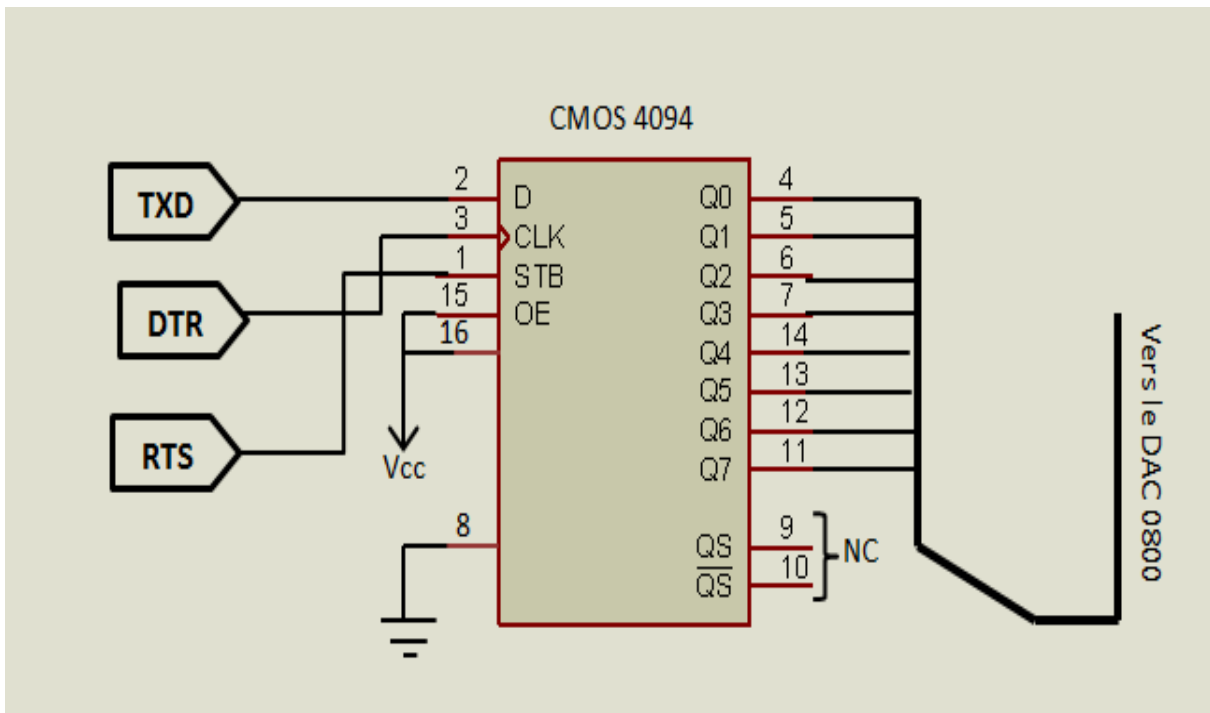 CMOS 4094
TXD
DTR
RTS
2
3
1
15
16
8
D
CLK
STB
OE
Vcc
Q0
Q1
Q2
Q3
Q4
Q5
Q6
Q7
QS
QS
4
5
6
7
14
13
12
11
9
10
NC
Vers le DAC 0800